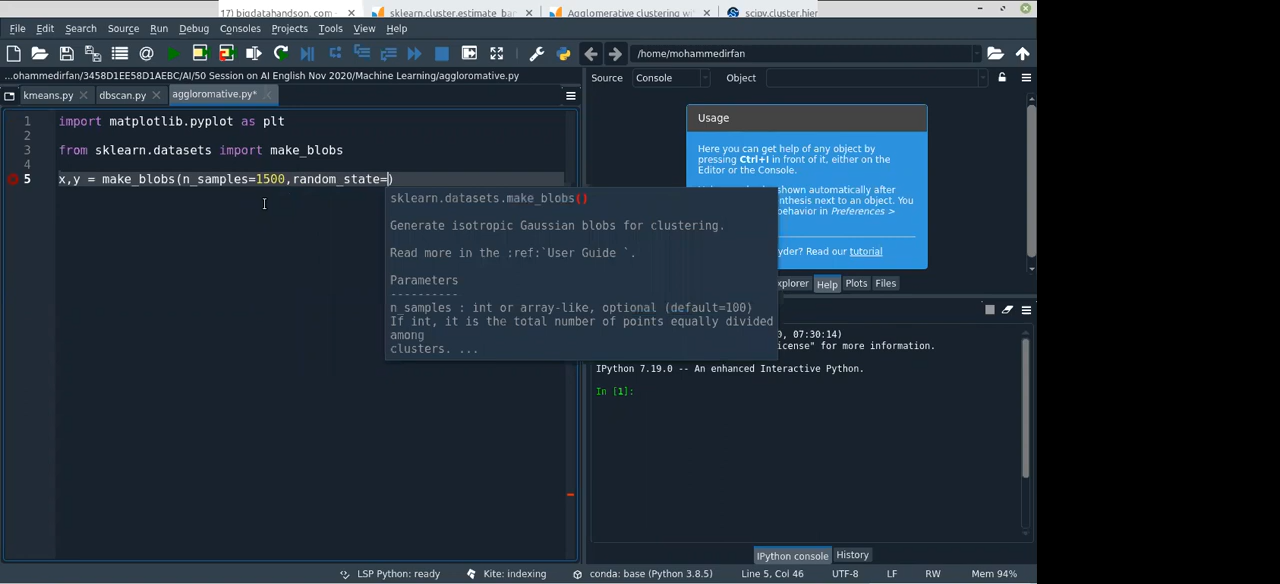 17) bigdatahandson.com
sklearn.cluster.estimate_ban
Agglomerative clustering wi
scipy.cluster.hier
File Edit Search Source Run Debug Consoles Projects Tools View Help
/home/mohammedirfan
...ohammedirfan/3458D1EE58D1AEBC/AI/50 Session on AI English Nov 2020/Machine Learning/aggloromative.py
Source Console Object
kmeans.py dbscan.py aggloromative.py*
1 import matplotlib.pyplot as plt
2
3 from sklearn.datasets import make_blobs
4
5 x,y = make_blobs(n_samples=1500,random_state=)
sklearn.datasets.make_blobs()
Generate isotropic Gaussian blobs for clustering.
Read more in the :ref:`User Guide `.
Parameters
----------
n_samples : int or array-like, optional (default=100)
If int, it is the total number of points equally divided
among
clusters. ...
Usage
Here you can get help of any object by
pressing Ctrl+I in front of it, either on the
Editor or the Console.
shown automatically after
nthesis next to an object. You
behavior in Preferences >
yder? Read our tutorial
xplorer Help Plots Files
0, 07:30:14)
icense" for more information.
IPython 7.19.0 -- An enhanced Interactive Python.
In [1]:
IPython console History
LSP Python: ready Kite: indexing conda: base (Python 3.8.5) Line 5, Col 46 UTF-8 LF RW Mem 94%